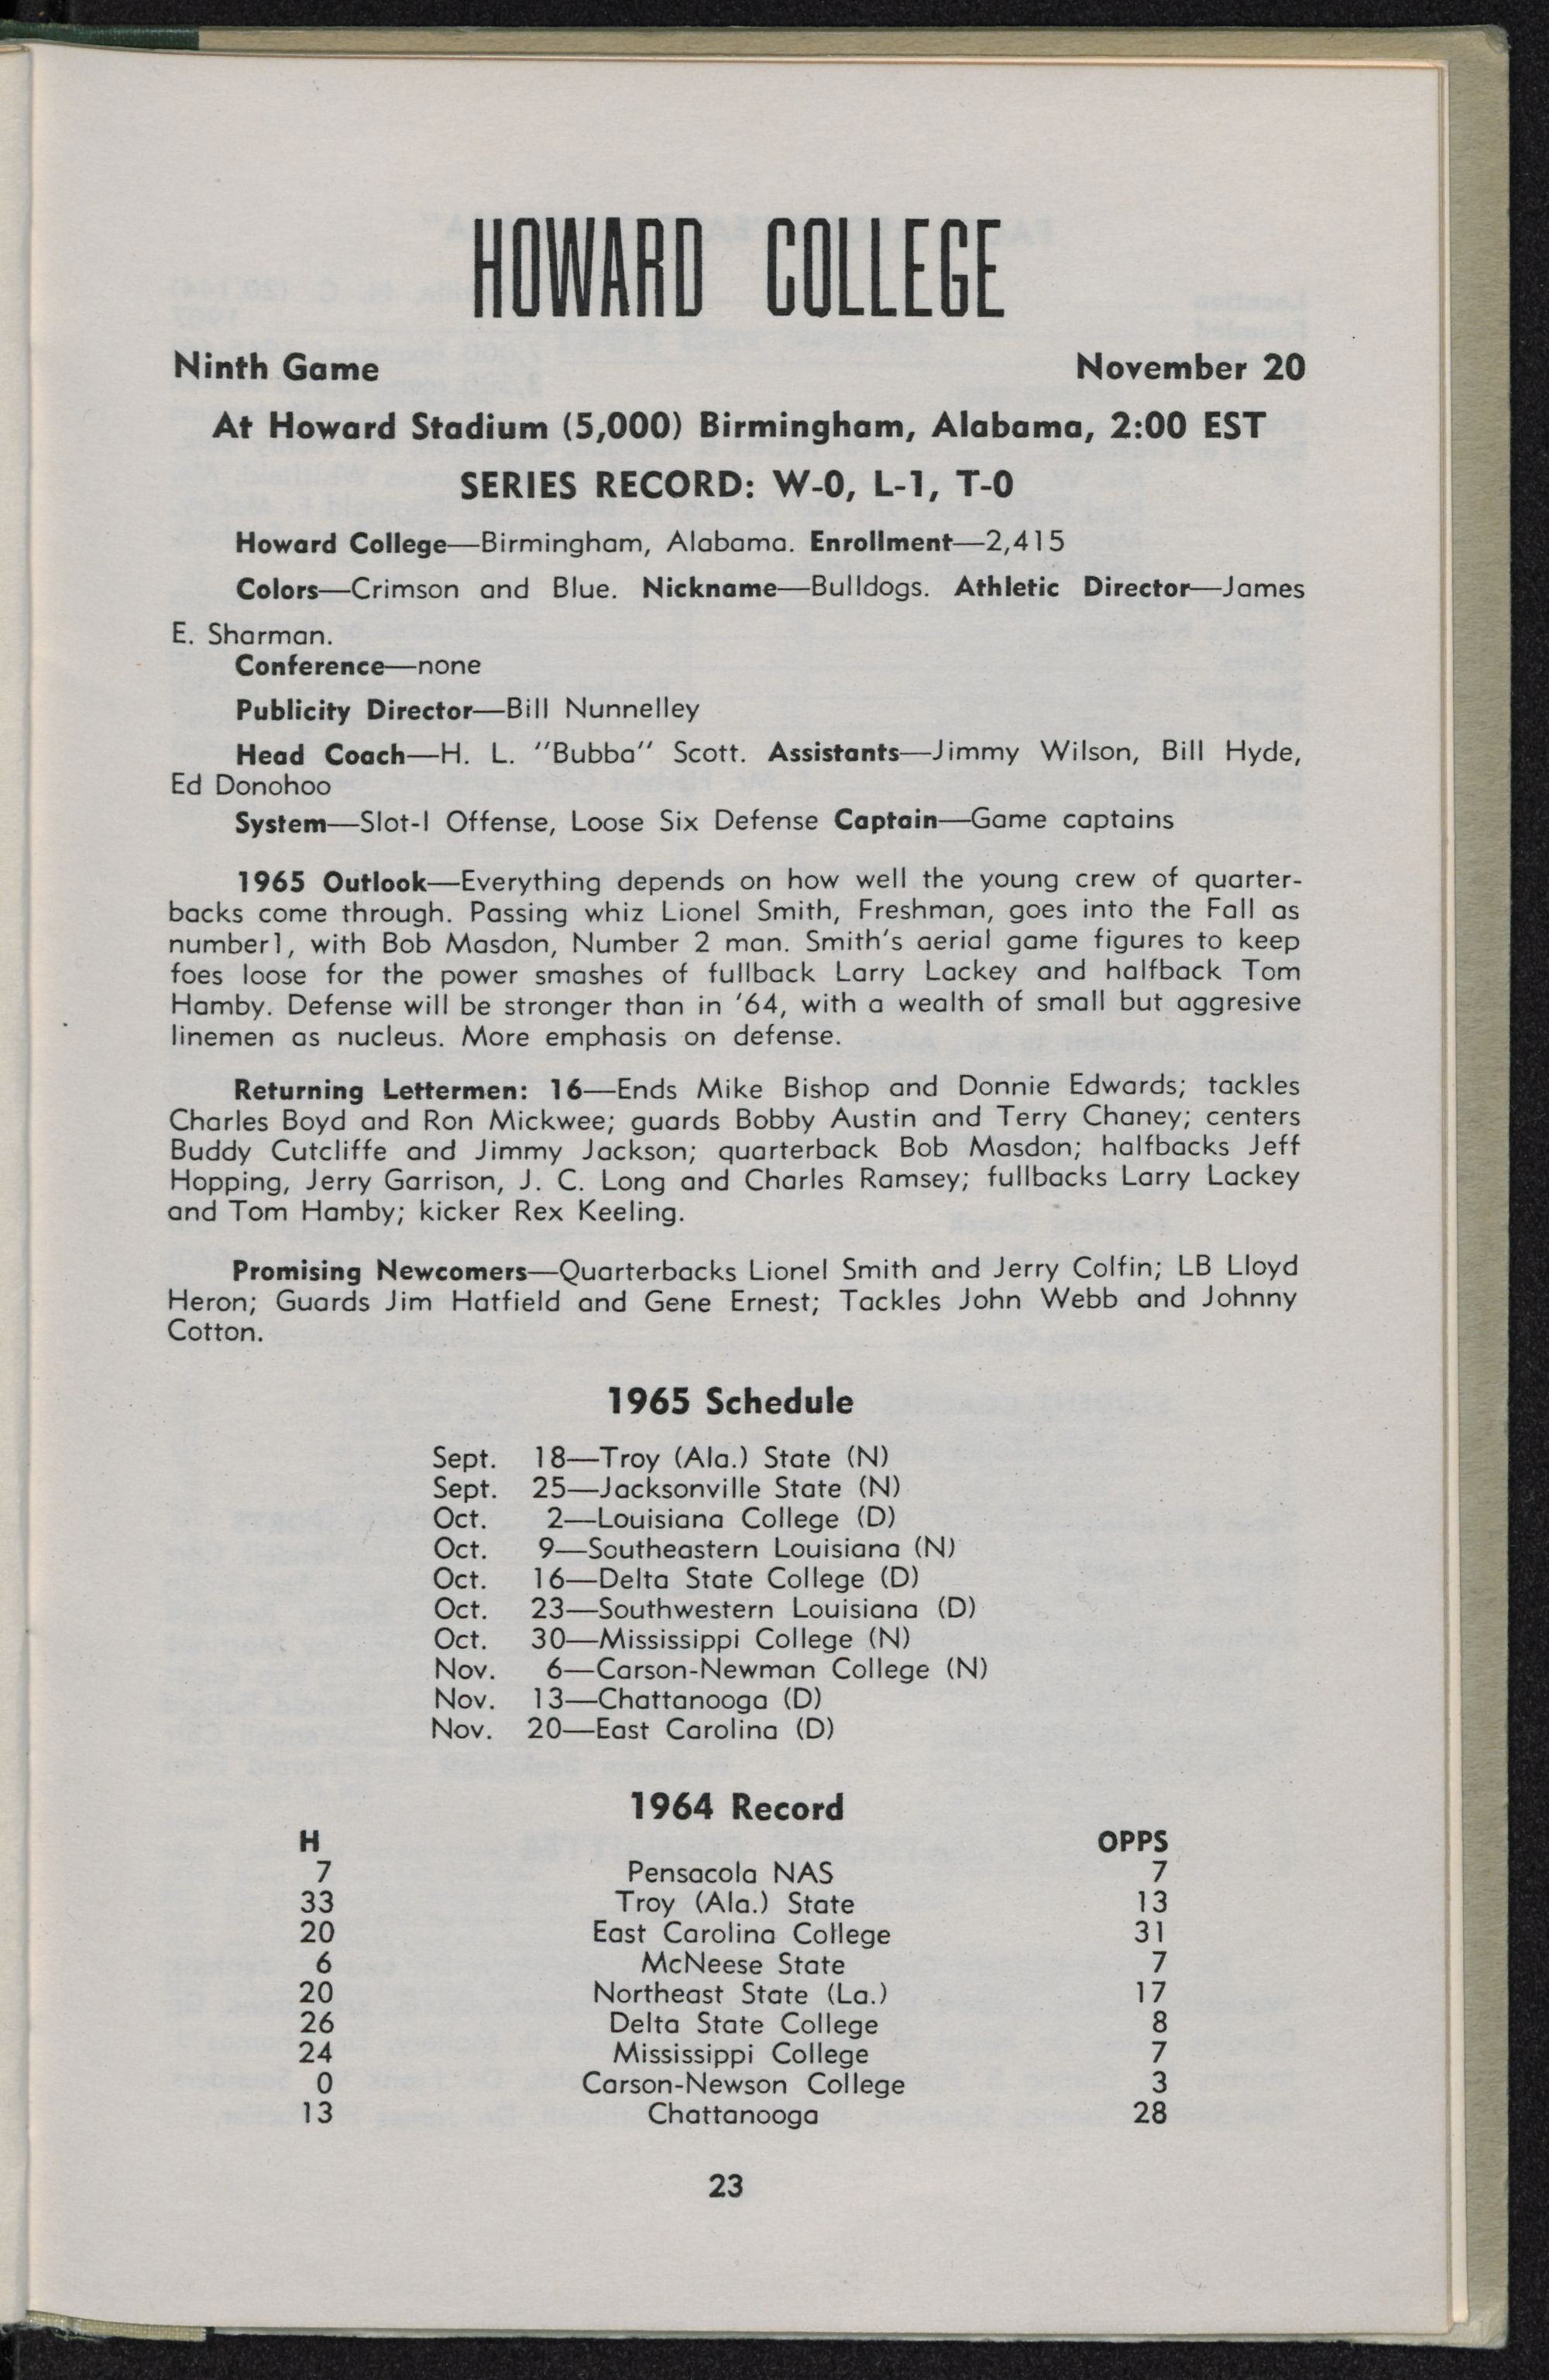 HOWARD COLLEGE
Ninth Game November 20
At Howard Stadium (5,000) Birmingham, Alabama, 2:00 EST
SERIES RECORD: W-0, L-1, T-0
Howard College—Birmingham, Alabama. Enrollment—2,415
Colors—Crimson and Blue. Nickname—Bulldogs. Athletic Director—James
E. Sharman.
Conference—none
Publicity Director—Bill Nunnelley
Head Coach—H. L. "Bubba" Scott. Assistants—Jimmy Wilson, Bill Hyde,
Ed Donohoo
System—Slot-I Offense, Loose Six Defense Captain—Game captains
1965 Outlook—Everything depends on how well the young crew of quarter-
backs come through. Passing whiz Lionel Smith, Freshman, goes into the Fall as
number1, with Bob Masdon, Number 2 man. Smith's aerial game figures to keep
foes loose for the power smashes of fullback Larry Lackey and halfback Tom
Hamby. Defense will be stronger than in '64, with a wealth of small but aggresive
linemen as nucleus. More emphasis on defense.
Returning Lettermen: 16—Ends Mike Bishop and Donnie Edwards; tackles
Charles Boyd and Ron Mickwee; guards Bobby Austin and Terry Chaney; centers
Buddy Cutcliffe and Jimmy Jackson; quarterback Bob Masdon; halfbacks Jeff
Hopping, Jerry Garrison, J. C. Long and Charles Ramsey; fullbacks Larry Lackey
and Tom Hamby; kicker Rex Keeling.
Promising Newcomers—Quarterbacks Lionel Smith and Jerry Colfin; LB Lloyd
Heron; Guards Jim Hatfield and Gene Ernest; Tackles John Webb and Johnny
Cotton.
1965 Schedule
Sept. 18—Troy (Ala.) State (N)
Sept. 25—Jacksonville State (N)
Oct. 2—Louisiana College (D)
Oct. 9—Southeastern Louisiana (N)
Oct. 16—Delta State College (D)
Oct. 23—Southwestern Louisiana (D)
Oct. 30—Mississippi College (N)
Nov. 6—Carson-Newman College (N)
Nov. 13—Chattanooga (D)
Nov. 20—East Carolina (D)
1964 Record
H OPPS
7 Pensacola NAS 7
33 Troy (Ala.) State 13
20 East Carolina College 31
6 McNeese State 7
20 Northeast State (La.) 17
26 Delta State College 8
24 Mississippi College 7
0 Carson-Newson College 3
13 Chattanooga 28
23